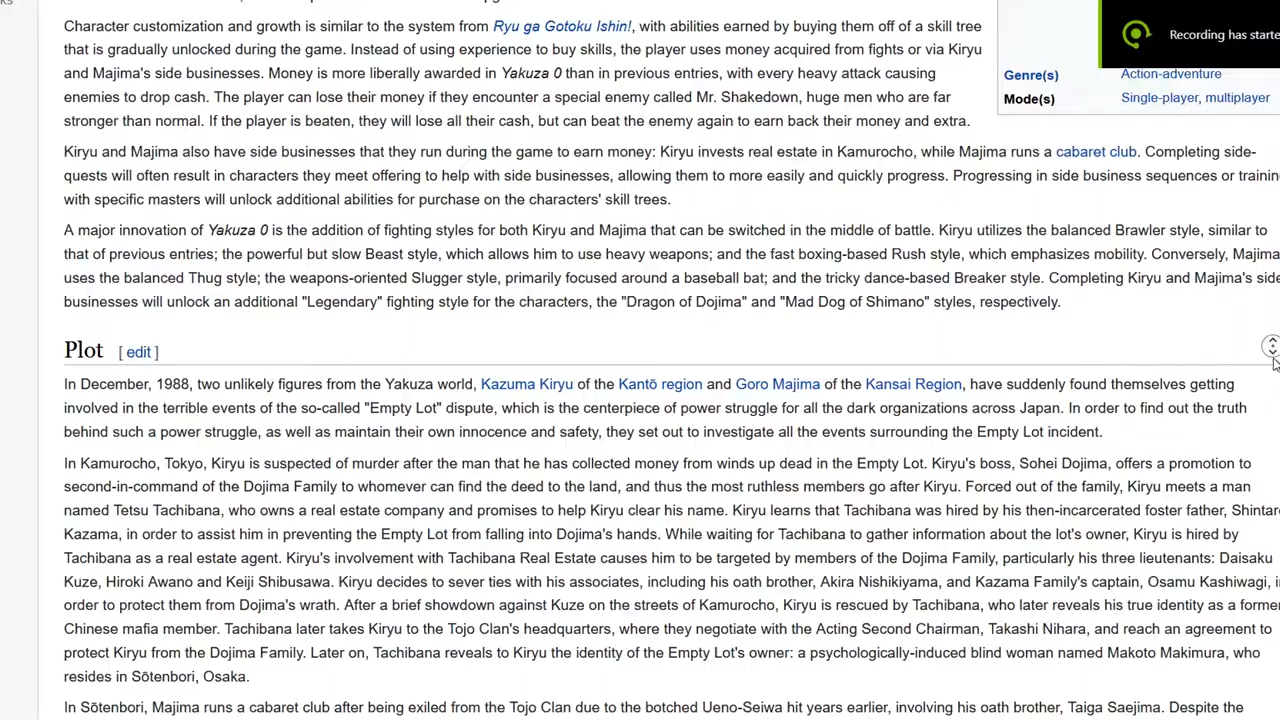 Character customization and growth is similar to the system from Ryu ga Gotoku Ishin!, with abilities earned by buying them off of a skill tree
that is gradually unlocked during the game. Instead of using experience to buy skills, the player uses money acquired from fights or via Kiryu
and Majima's side businesses. Money is more liberally awarded in Yakuza 0 than in previous entries, with every heavy attack causing
enemies to drop cash. The player can lose their money if they encounter a special enemy called Mr. Shakedown, huge men who are far
stronger than normal. If the player is beaten, they will lose all their cash, but can beat the enemy again to earn back their money and extra.
Recording has starte
Genre(s) Action-adventure
Mode(s) Single-player, multiplayer
Kiryu and Majima also have side businesses that they run during the game to earn money: Kiryu invests real estate in Kamurocho, while Majima runs a cabaret club. Completing side-
quests will often result in characters they meet offering to help with side businesses, allowing them to more easily and quickly progress. Progressing in side business sequences or trainin
with specific masters will unlock additional abilities for purchase on the characters' skill trees.
A major innovation of Yakuza 0 is the addition of fighting styles for both Kiryu and Majima that can be switched in the middle of battle. Kiryu utilizes the balanced Brawler style, similar to
that of previous entries; the powerful but slow Beast style, which allows him to use heavy weapons; and the fast boxing-based Rush style, which emphasizes mobility. Conversely, Majima
uses the balanced Thug style; the weapons-oriented Slugger style, primarily focused around a baseball bat; and the tricky dance-based Breaker style. Completing Kiryu and Majima's side
businesses will unlock an additional "Legendary" fighting style for the characters, the "Dragon of Dojima" and "Mad Dog of Shimano" styles, respectively.
Plot [ edit ]
In December, 1988, two unlikely figures from the Yakuza world, Kazuma Kiryu of the Kantō region and Goro Majima of the Kansai Region, have suddenly found themselves getting
involved in the terrible events of the so-called "Empty Lot" dispute, which is the centerpiece of power struggle for all the dark organizations across Japan. In order to find out the truth
behind such a power struggle, as well as maintain their own innocence and safety, they set out to investigate all the events surrounding the Empty Lot incident.
In Kamurocho, Tokyo, Kiryu is suspected of murder after the man that he has collected money from winds up dead in the Empty Lot. Kiryu's boss, Sohei Dojima, offers a promotion to
second-in-command of the Dojima Family to whomever can find the deed to the land, and thus the most ruthless members go after Kiryu. Forced out of the family, Kiryu meets a man
named Tetsu Tachibana, who owns a real estate company and promises to help Kiryu clear his name. Kiryu learns that Tachibana was hired by his then-incarcerated foster father, Shintar
Kazama, in order to assist him in preventing the Empty Lot from falling into Dojima's hands. While waiting for Tachibana to gather information about the lot's owner, Kiryu is hired by
Tachibana as a real estate agent. Kiryu's involvement with Tachibana Real Estate causes him to be targeted by members of the Dojima Family, particularly his three lieutenants: Daisaku
Kuze, Hiroki Awano and Keiji Shibusawa. Kiryu decides to sever ties with his associates, including his oath brother, Akira Nishikiyama, and Kazama Family's captain, Osamu Kashiwagi, i
order to protect them from Dojima's wrath. After a brief showdown against Kuze on the streets of Kamurocho, Kiryu is rescued by Tachibana, who later reveals his true identity as a forme
Chinese mafia member. Tachibana later takes Kiryu to the Tojo Clan's headquarters, where they negotiate with the Acting Second Chairman, Takashi Nihara, and reach an agreement to
protect Kiryu from the Dojima Family. Later on, Tachibana reveals to Kiryu the identity of the Empty Lot's owner: a psychologically-induced blind woman named Makoto Makimura, who
resides in Sōtenbori, Osaka.
In Sōtenbori, Majima runs a cabaret club after being exiled from the Tojo Clan due to the botched Ueno-Seiwa hit years earlier, involving his oath brother, Taiga Saejima. Despite the